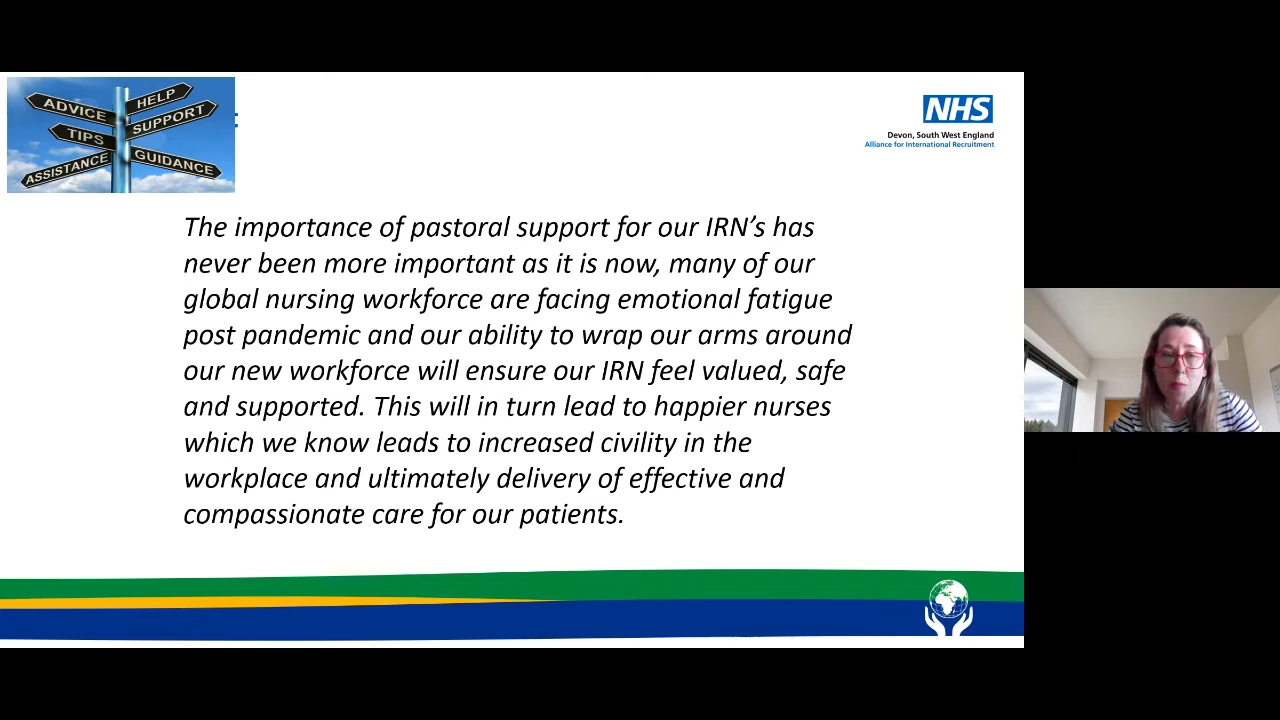 ADVICE
HELP
SUPPORT
TIPS
GUIDANCE
ASSISTANCE
:
NHS
Devon, South West England
Alliance for International Recruitment
The importance of pastoral support for our IRN’s has
never been more important as it is now, many of our
global nursing workforce are facing emotional fatigue
post pandemic and our ability to wrap our arms around
our new workforce will ensure our IRN feel valued, safe
and supported. This will in turn lead to happier nurses
which we know leads to increased civility in the
workplace and ultimately delivery of effective and
compassionate care for our patients.